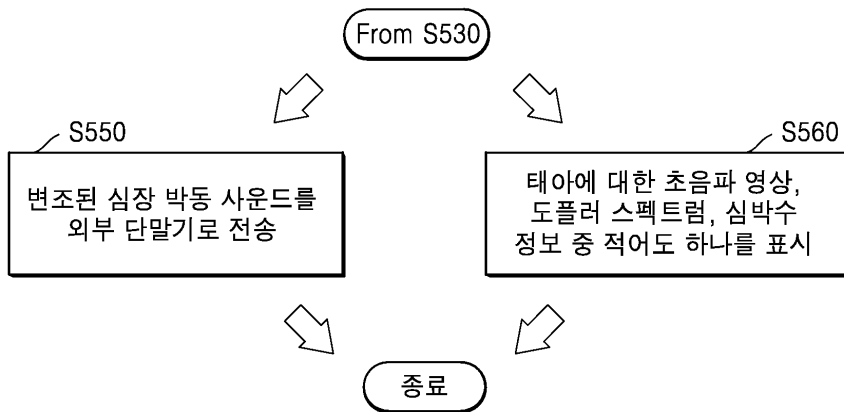 From S530
S550
변조된 심장 박동 사운드를
외부 단말기로 전송
S560
태아에 대한 초음파 영상,
도플러 스펙트럼, 심박수
정보 중 적어도 하나를 표시
종료